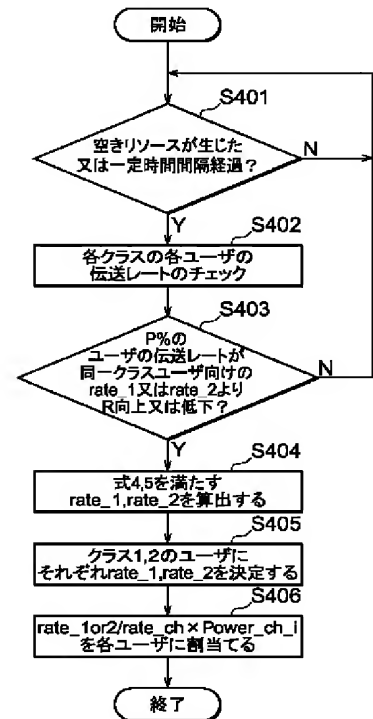 開始
S401
空きリソースが生じた
又は一定時間間隔経過？
N
Y
S402
各クラスの各ユーザの
伝送レートのチェック
S403
P%の
ユーザの伝送レートが
同一クラスユーザ向けの
rate_1又はrate_2より
R向上又は低下？
N
Y
S404
式4,5を満たす
rate_1,rate_2を算出する
S405
クラス1,2のユーザに
それぞれrate_1,rate_2を決定する
S406
rate_1or2/rate_ch×Power_ch_i
を各ユーザに割当てる
終了